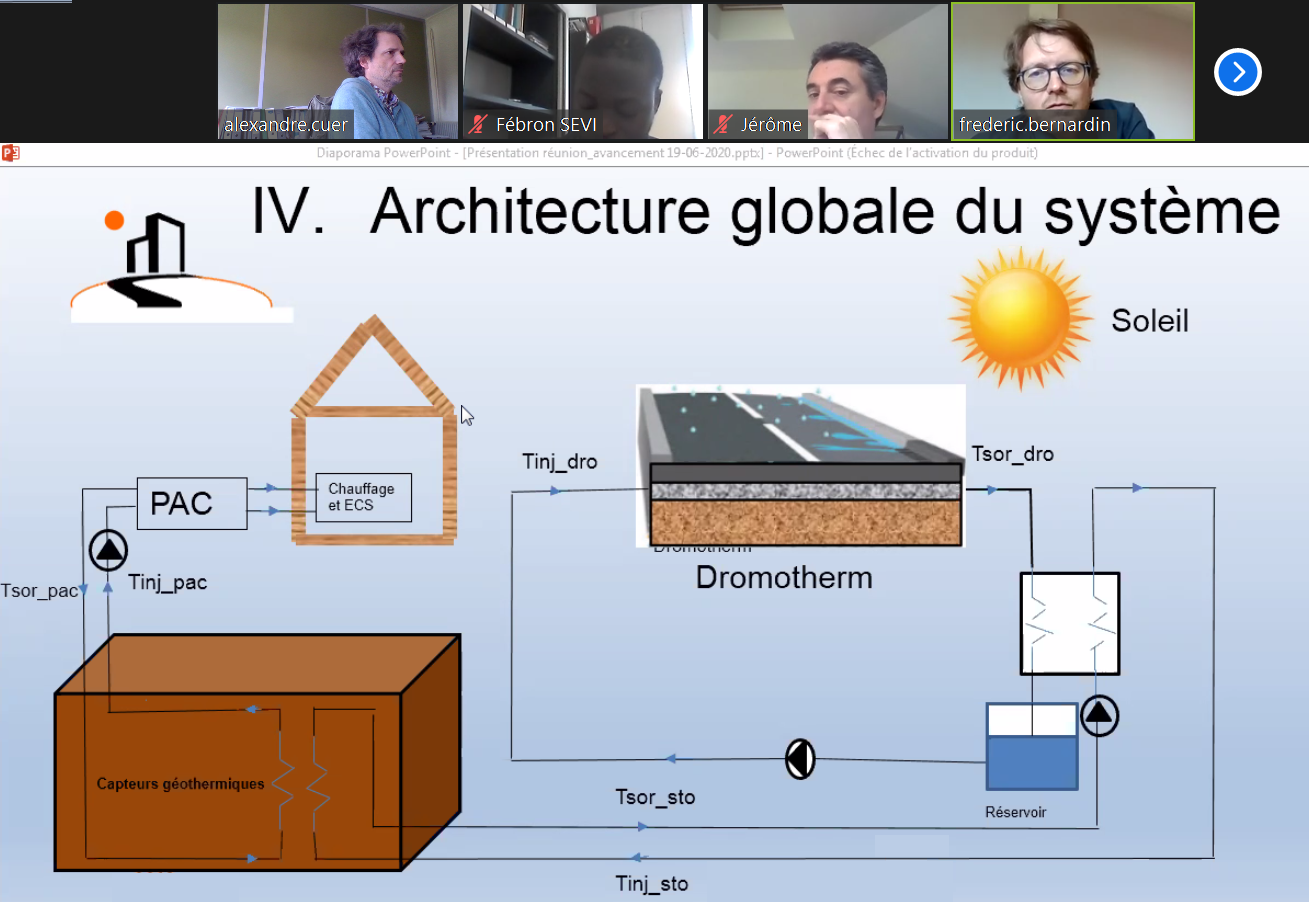 alexandre.cuer
Fébron SEVI
Jérôme
frederic.bernardin
Diaporama PowerPoint - [Présentation réunion_avancement 19-06-2020.pptx] - PowerPoint (Échec de l'activation du produit)
IV. Architecture globale du système
Soleil
Tinj_dro
Tsor_dro
PAC
Chauffage
et ECS
Dromotherm
Dromotherm
Tsor_pac
Tinj_pac
Capteurs géothermiques
Tsor_sto
Réservoir
Tinj_sto